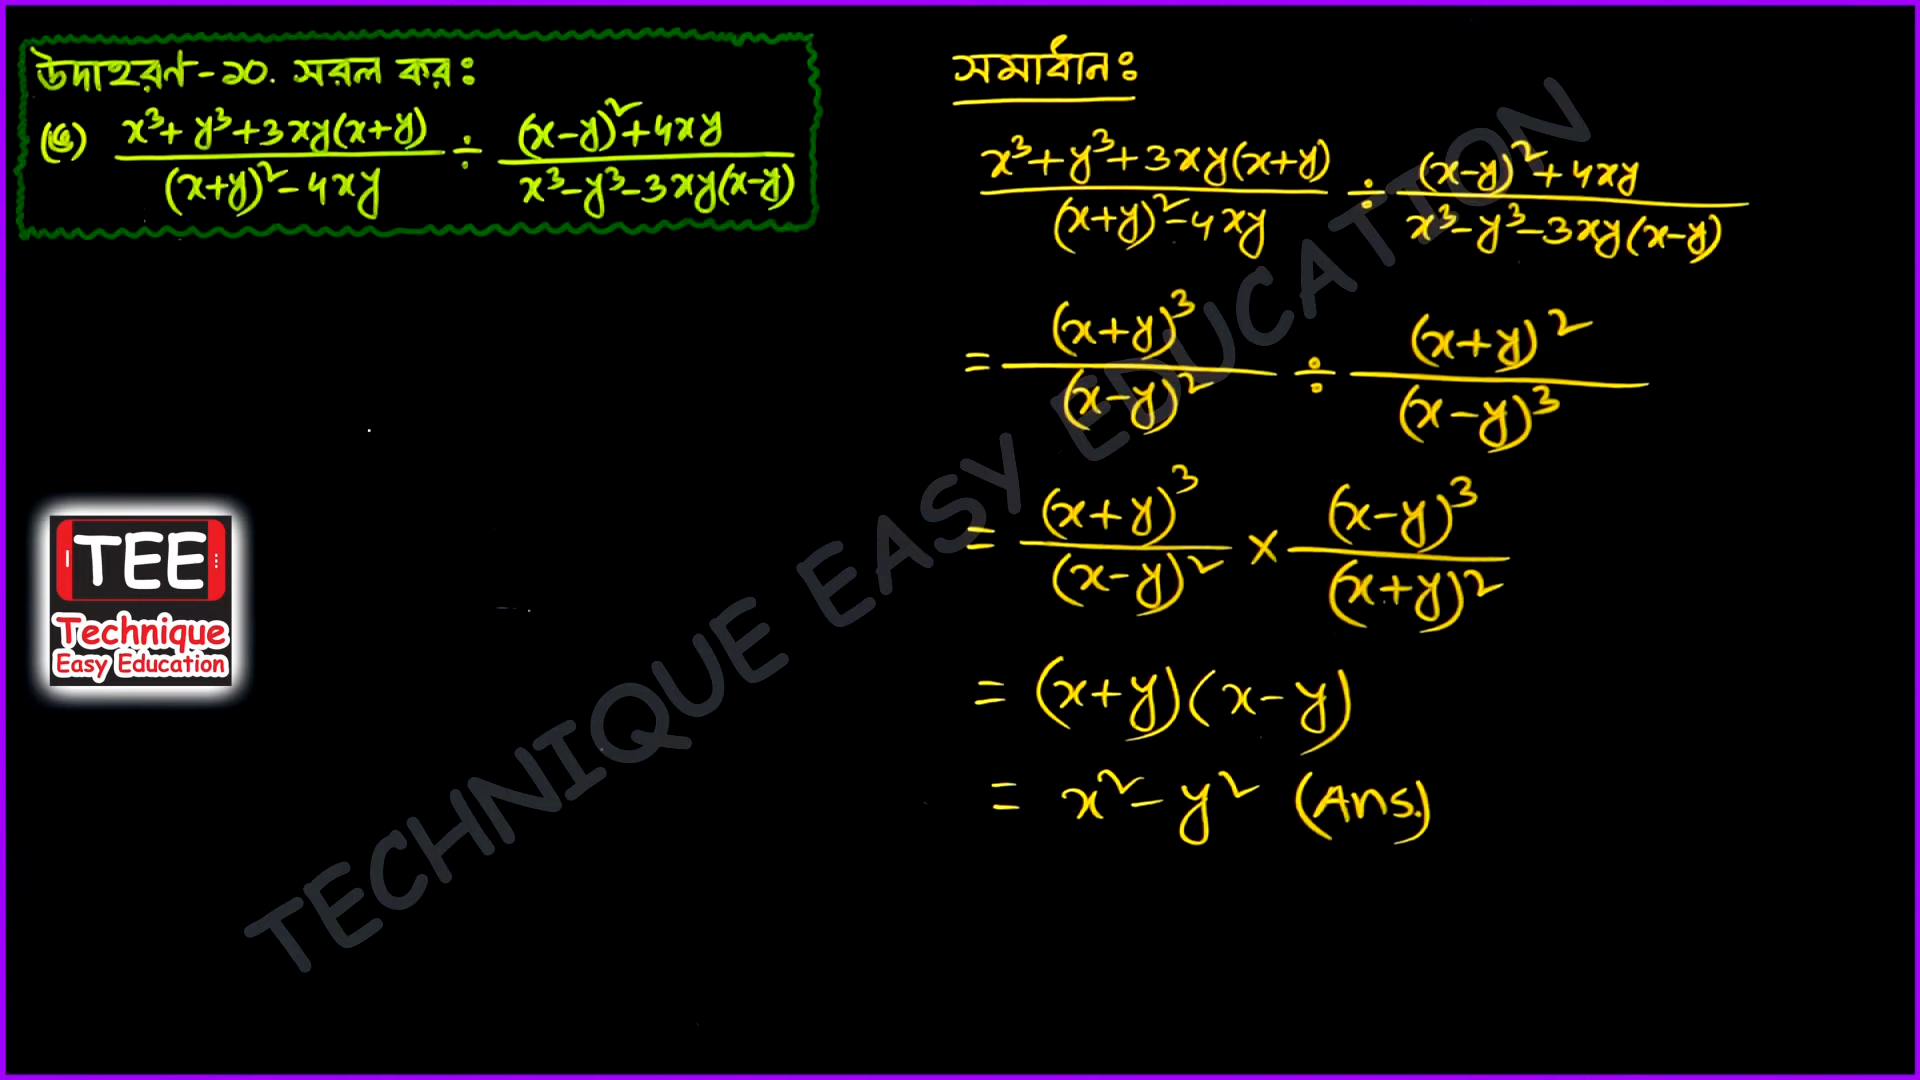 উদাহরণ-১০. সরল কর:
(ঙ) x³+y³+3xy(x+y) / (x+y)²-4xy ÷ (x-y)²+4xy / x³-y³-3xy(x-y)
TEE
Technique
Easy Education
সমাধান:
x³+y³+3xy(x+y) / (x+y)²-4xy ÷ (x-y)²+4xy / x³-y³-3xy(x-y)
= (x+y)³ / (x-y)² ÷ (x+y)² / (x-y)³
= (x+y)³ / (x-y)² × (x-y)³ / (x+y)²
= (x+y)(x-y)
= x²-y² (Ans.)
TECHNIQUE EASY EDUCATION